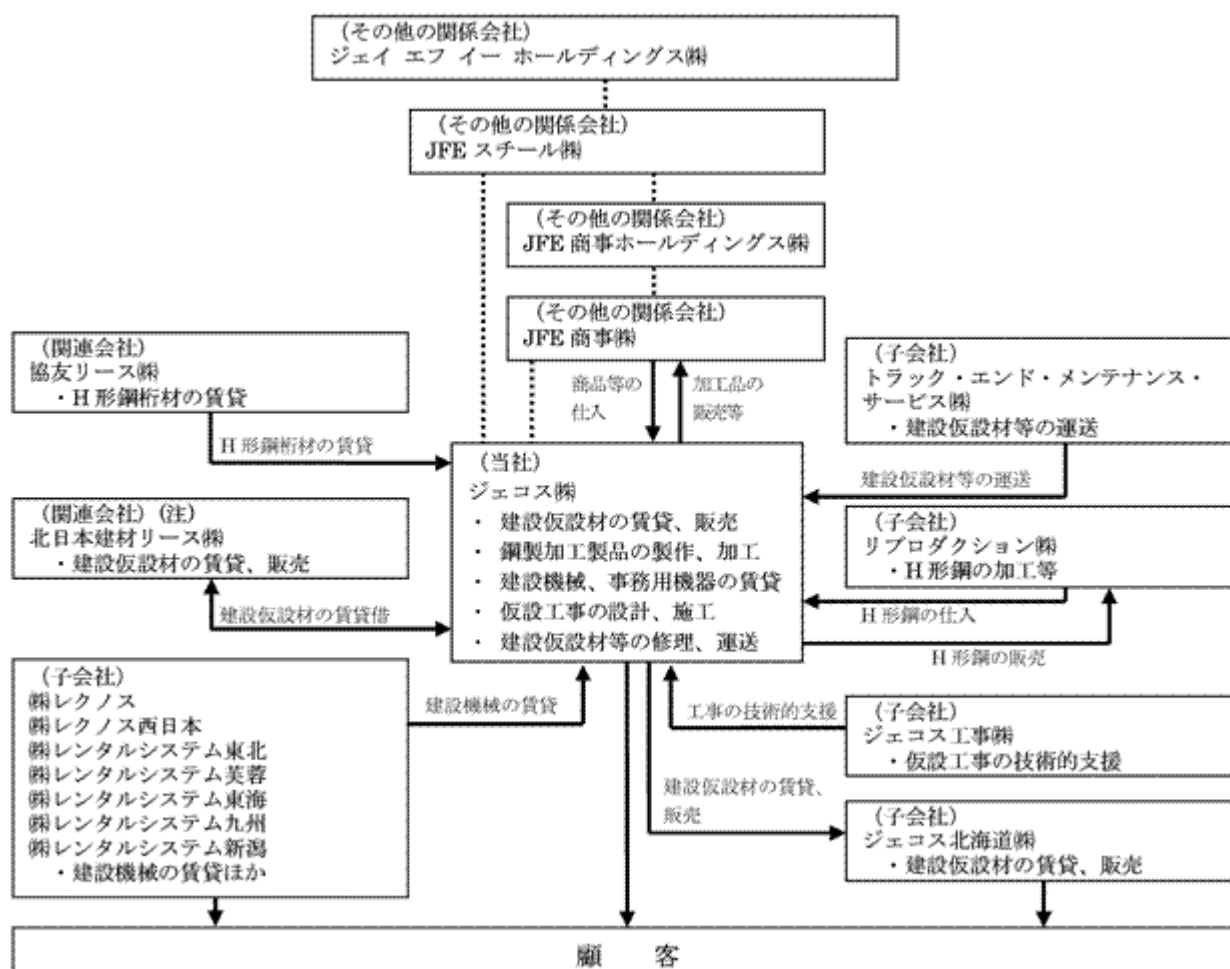 （その他の関係会社）
ジェイ エフ イー ホールディングス㈱
（その他の関係会社）
JFE スチール㈱
（その他の関係会社）
JFE 商事ホールディングス㈱
（その他の関係会社）
JFE 商事㈱
（関連会社）
協友リース㈱
・H 形鋼桁材の賃貸
商品等の
仕入
加工品の
販売等
（子会社）
トラック・エンド・メンテナンス・
サービス㈱
・建設仮設材等の運送
H 形鋼桁材の賃貸
建設仮設材等の運送
（当社）
ジェコス㈱
・ 建設仮設材の賃貸、販売
・ 鋼製加工製品の製作、加工
・ 建設機械、事務用機器の賃貸
・ 仮設工事の設計、施工
・ 建設仮設材等の修理、運送
（関連会社）(注)
北日本建材リース㈱
・建設仮設材の賃貸、販売
建設仮設材の賃貸借
（子会社）
リプロダクション㈱
・H 形鋼の加工等
H 形鋼の仕入
H 形鋼の販売
（子会社）
㈱レクノス
㈱レクノス西日本
㈱レンタルシステム東北
㈱レンタルシステム芙蓉
㈱レンタルシステム東海
㈱レンタルシステム九州
㈱レンタルシステム新潟
・建設機械の賃貸ほか
建設機械の賃貸
工事の技術的支援
（子会社）
ジェコス工事㈱
・仮設工事の技術的支援
建設仮設材の賃貸、
販売
（子会社）
ジェコス北海道㈱
・建設仮設材の賃貸、販売
顧　客